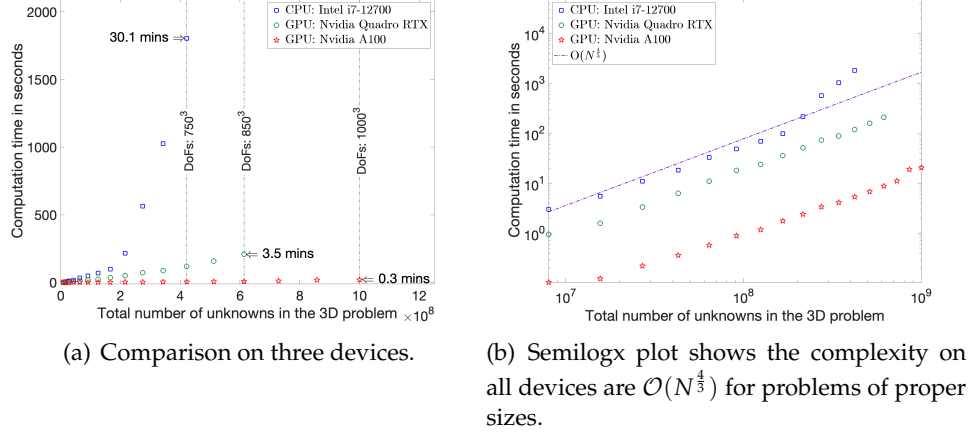 CPU: Intel i7-12700
GPU: Nvidia Quadro RTX
GPU: Nvidia A100
30.1 mins
DoFs: 750³
DoFs: 850³
DoFs: 1000³
3.5 mins
0.3 mins
Computation time in seconds
2000
1500
1000
500
0
0 2 4 6 8 10 12
×10⁸
Total number of unknowns in the 3D problem
(a) Comparison on three devices.
CPU: Intel i7-12700
GPU: Nvidia Quadro RTX
GPU: Nvidia A100
O(N^{4/3})
Computation time in seconds
10⁴
10³
10²
10¹
10⁰
10⁷ 10⁸ 10⁹
Total number of unknowns in the 3D problem
(b) Semilogx plot shows the complexity on
all devices are O(N^{4/3}) for problems of proper
sizes.